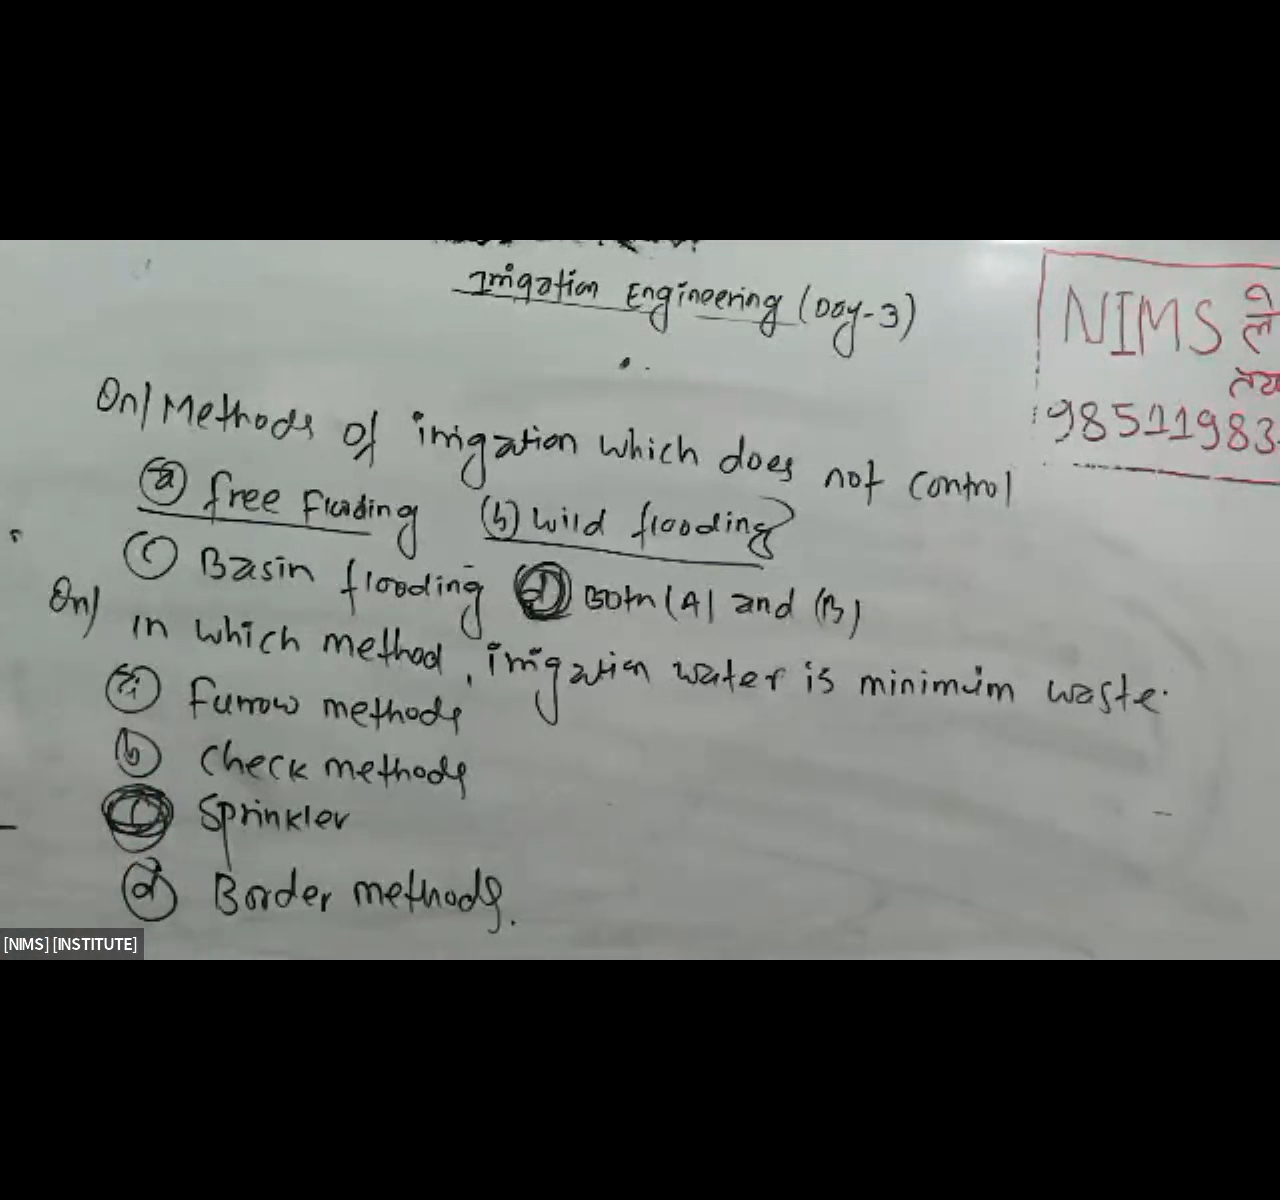 Irrigation Engineering (Day-3)
NIMS ले
तय
98511983
Qn/ Methods of irrigation which does not control
(a) free Flooding (b) wild flooding
(c) Basin flooding (d) Both (A) and (B)
Qn/ in which method, irrigation water is minimum waste.
(a) Furrow methods
(b) check methods
(c) Sprinkler
(d) Border methods.
[NIMS] [INSTITUTE]